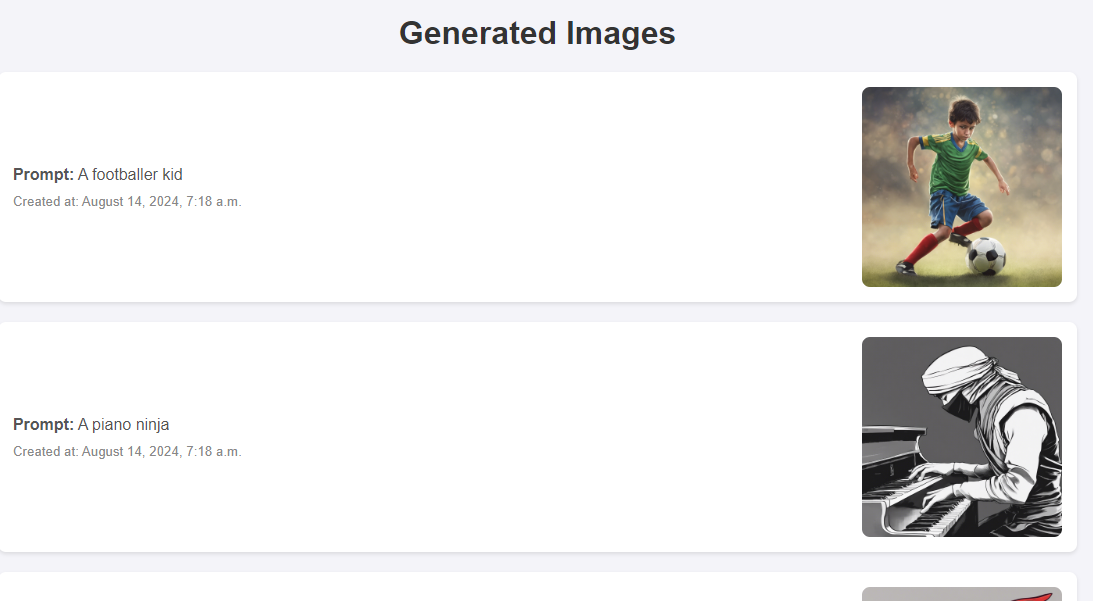 Generated Images
Prompt: A footballer kid
Created at: August 14, 2024, 7:18 a.m.
Prompt: A piano ninja
Created at: August 14, 2024, 7:18 a.m.